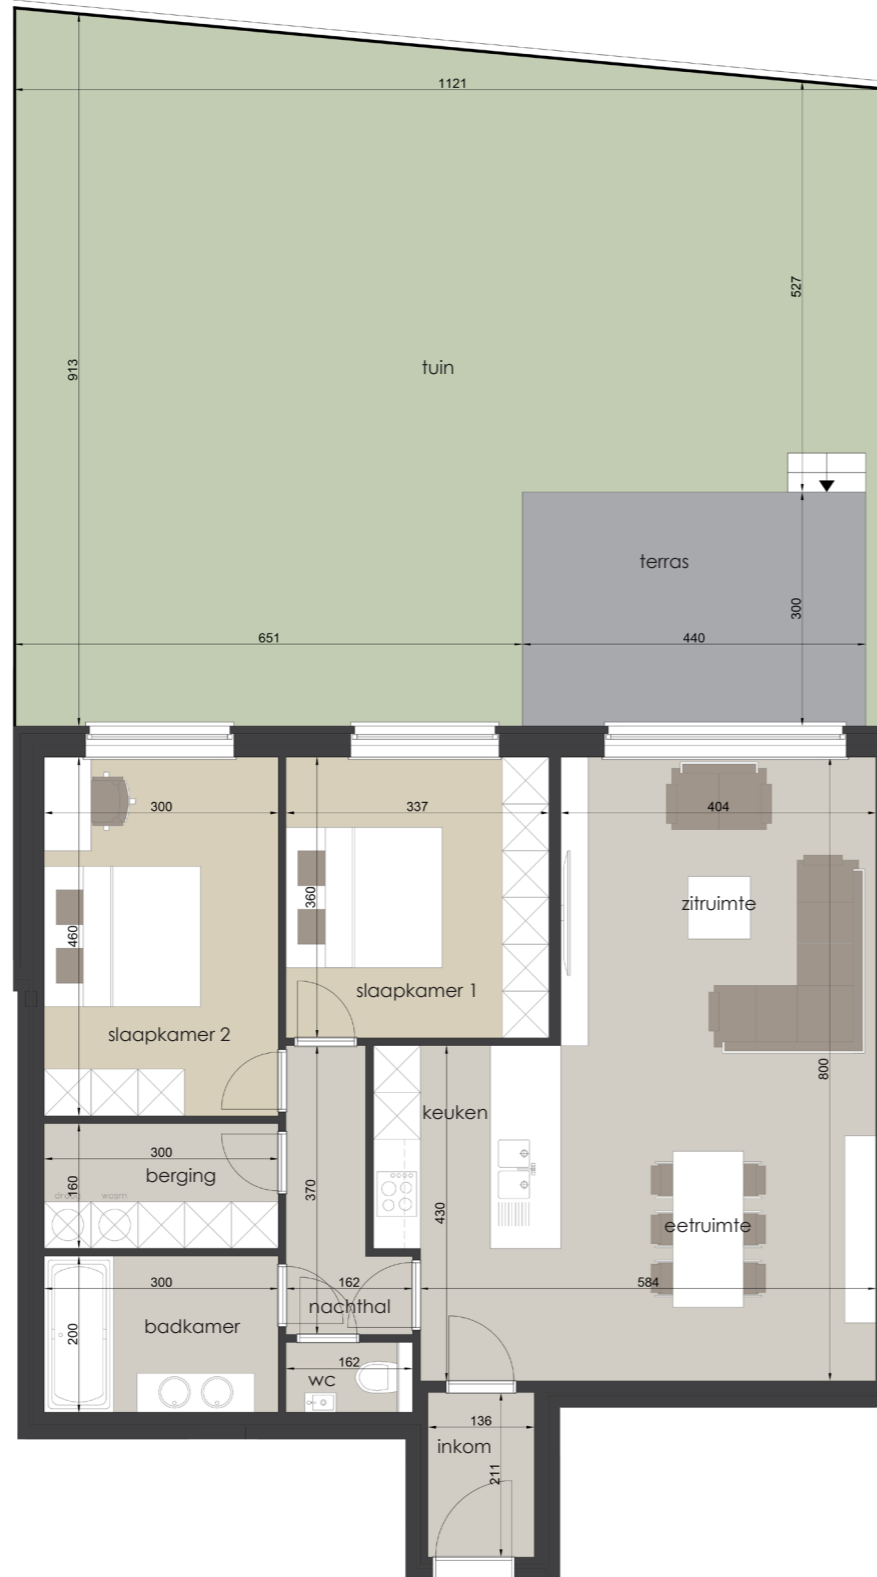 1121
527
913
tuin
terras
300
651
440
300
337
404
360
zitruimte
460
slaapkamer 1
slaapkamer 2
800
keuken
300
berging
160
370
430
eetruimte
300
162
584
nachthal
badkamer
200
162
wc
136
inkom
211